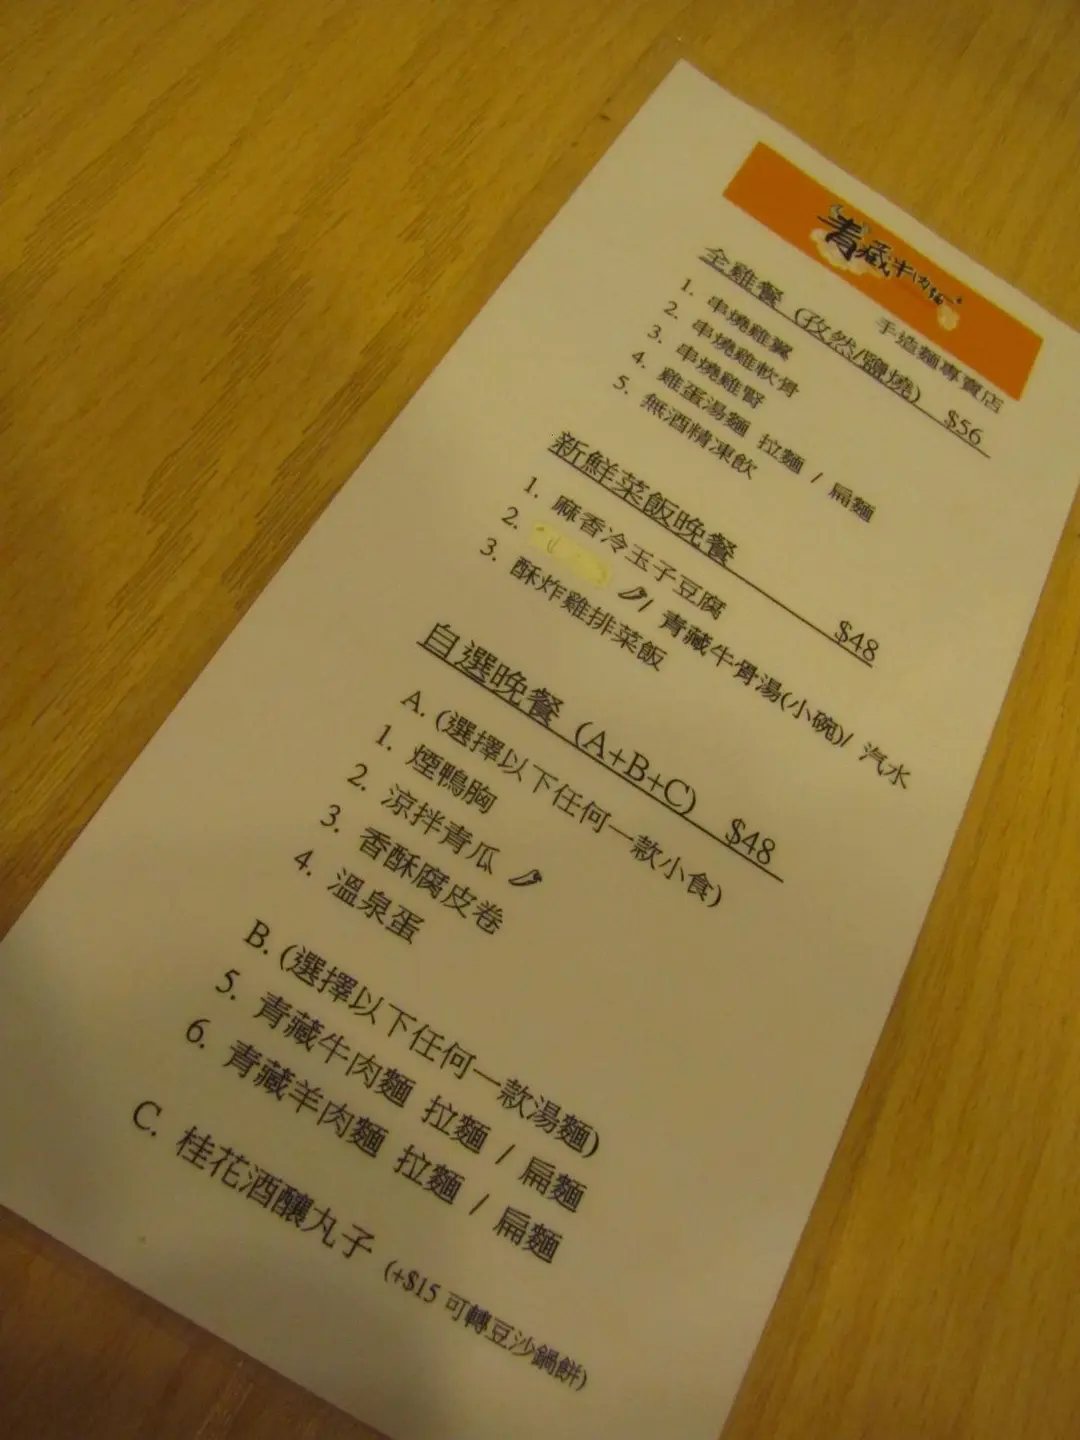 青藏牛肉麵
手造麵專賣店
全雞餐 (孜然/鹽燒) $56
1. 串燒雞翼
2. 串燒雞軟骨
3. 串燒雞腎
4. 雞蛋湯麵 拉麵 / 扁麵
5. 無酒精凍飲
新鮮菜飯晚餐 $48
1. 麻香冷玉子豆腐
2. / 青藏牛骨湯(小碗)/ 汽水
3. 酥炸雞排菜飯
自選晚餐 (A+B+C) $48
A. (選擇以下任何一款小食)
1. 煙鴨胸
2. 涼拌青瓜
3. 香酥腐皮卷
4. 溫泉蛋
B. (選擇以下任何一款湯麵)
5. 青藏牛肉麵 拉麵 / 扁麵
6. 青藏羊肉麵 拉麵 / 扁麵
C. 桂花酒釀丸子 (+$15 可轉豆沙鍋餅)